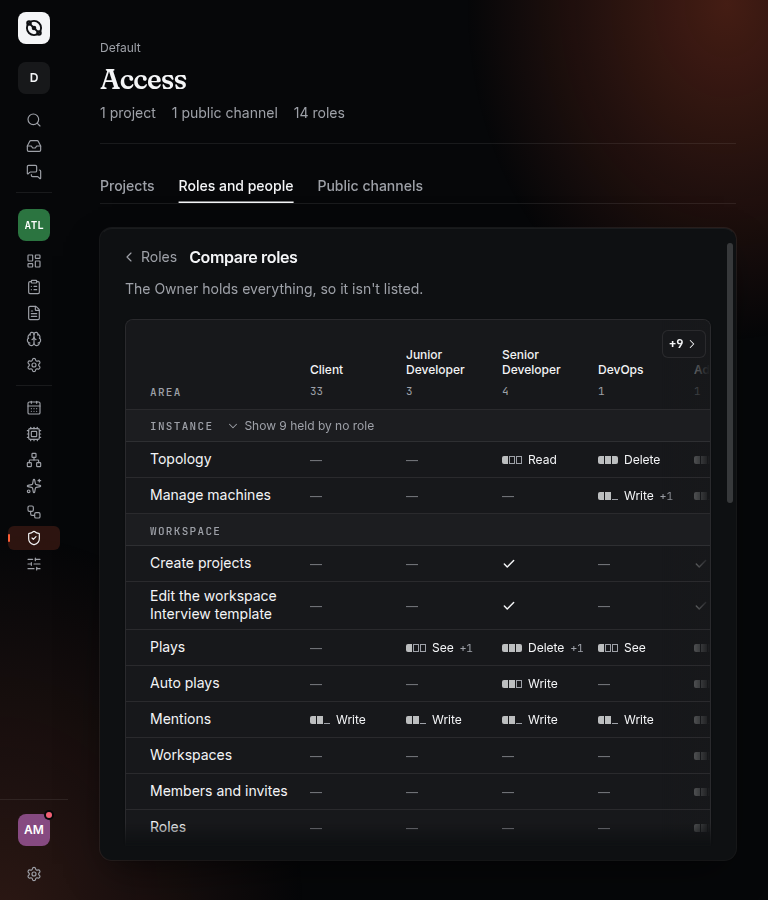 Default
D
Access
1 project 1 public channel 14 roles
Projects Roles and people Public channels
ATL
Roles Compare roles
The Owner holds everything, so it isn't listed.
+9
Junior Senior
Client Developer Developer DevOps
AREA 33 3 4 1 1
INSTANCE Show 9 held by no role
Topology — — Read Delete
Manage machines — — — Write +1
WORKSPACE
Create projects — — —
Edit the workspace
Interview template — — —
Plays — See +1 Delete +1 See
Auto plays — — Write —
Mentions Write Write Write Write
Workspaces — — — —
Members and invites — — — —
Roles — — — —
AM